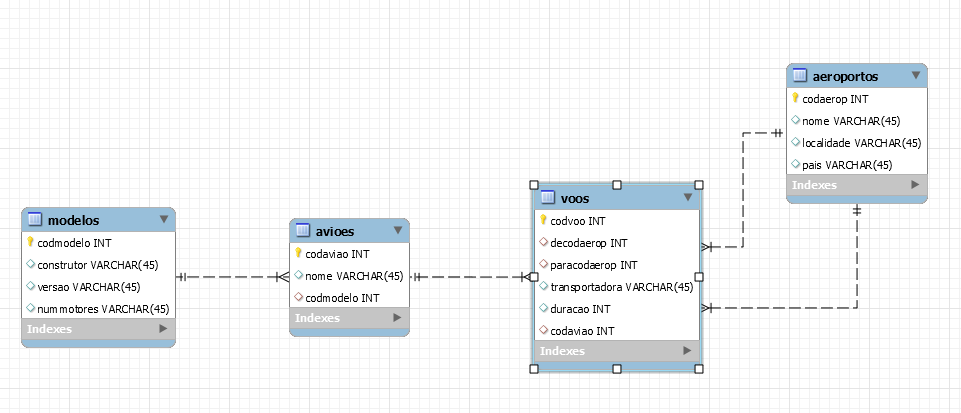 modelos
codmodelo INT
construtor VARCHAR(45)
versao VARCHAR(45)
nummotores VARCHAR(45)
Indexes
avioes
codaviao INT
nome VARCHAR(45)
codmodelo INT
Indexes
voos
codvoo INT
decodaerop INT
paracodaerop INT
transportadora VARCHAR(45)
duracao INT
codaviao INT
Indexes
aeroportos
codaerop INT
nome VARCHAR(45)
localidade VARCHAR(45)
pais VARCHAR(45)
Indexes